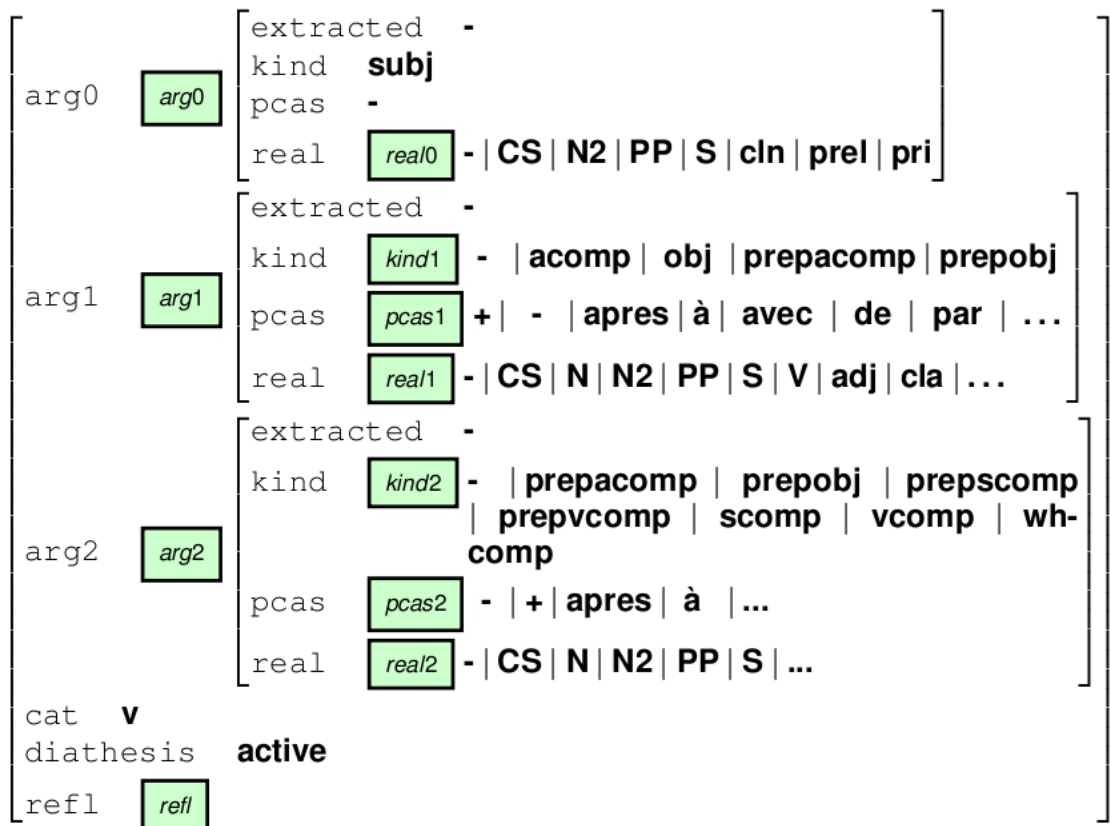 extracted -
kind subj
arg0 arg0
pcas -
real real0 - | CS | N2 | PP | S | cln | prel | pri
extracted -
kind kind1 - | acomp | obj | prepacomp | prepobj
arg1 arg1
pcas pcas1 + | - | apres | à | avec | de | par | ...
real real1 - | CS | N | N2 | PP | S | V | adj | cla | ...
extracted -
kind kind2 - | prepacomp | prepobj | prepscomp
| prepvcomp | scomp | vcomp | wh-
comp
arg2 arg2
pcas pcas2 - | + | apres | à | ...
real real2 - | CS | N | N2 | PP | S | ...
cat v
diathesis active
refl refl